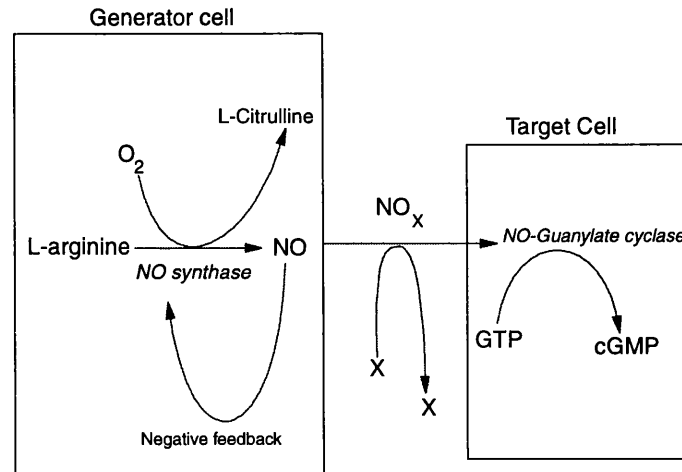 Generator cell
L-Citrulline
Target Cell
O₂
NOₓ
L-arginine
NO
NO-Guanylate cyclase
NO synthase
GTP
cGMP
X
X
Negative feedback